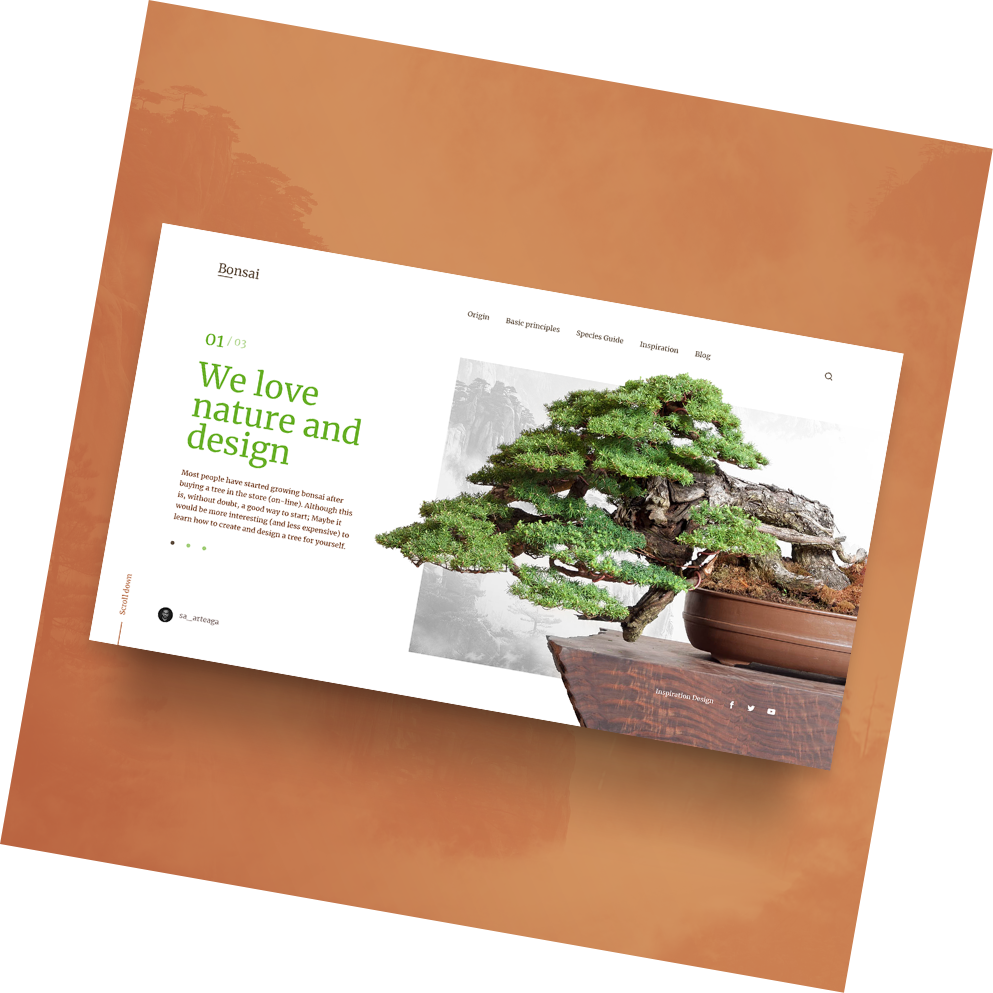 Bonsai
Origin Basic principles Species Guide Inspiration Blog
01 / 03
We love
nature and
design
Most people have started growing bonsai after
buying a tree in the store (on-line). Although this
is, without doubt, a good way to start; Maybe it
would be more interesting (and less expensive) to
learn how to create and design a tree for yourself.
Scroll down
sa_arteaga
Inspiration Design